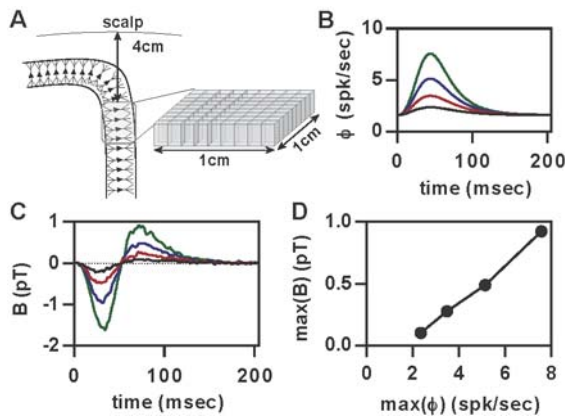 A
scalp
4cm
1cm
1cm
B
φ (spk/sec)
10
5
0
0
100
200
time (msec)
C
B (pT)
1
0
-1
-2
0
100
200
time (msec)
D
max(B) (pT)
1.0
0.5
0.0
0
2
4
6
8
max(φ) (spk/sec)